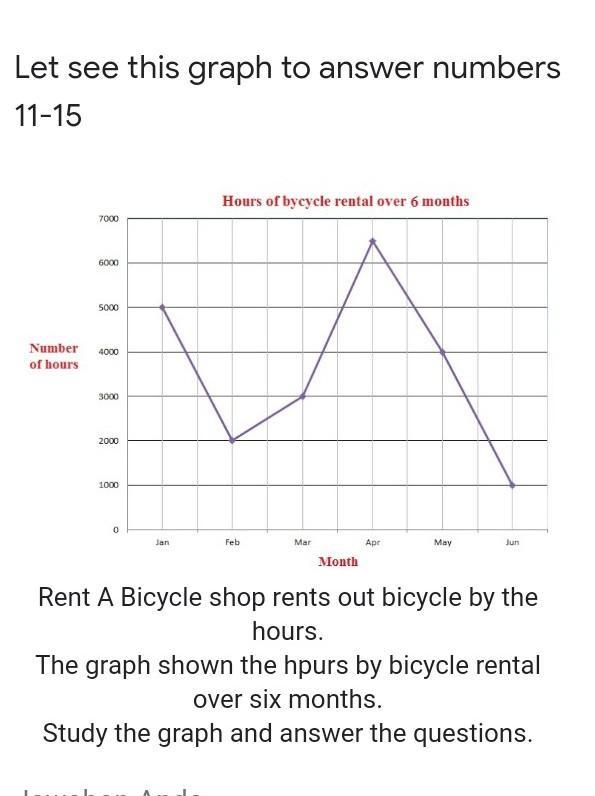 Let see this graph to answer numbers
11-15
Hours of bycycle rental over 6 months
7000
6000
5000
Number
of hours
4000
3000
2000
1000
0
Jan Feb Mar Apr May Jun
Month
Rent A Bicycle shop rents out bicycle by the
hours.
The graph shown the hpurs by bicycle rental
over six months.
Study the graph and answer the questions.